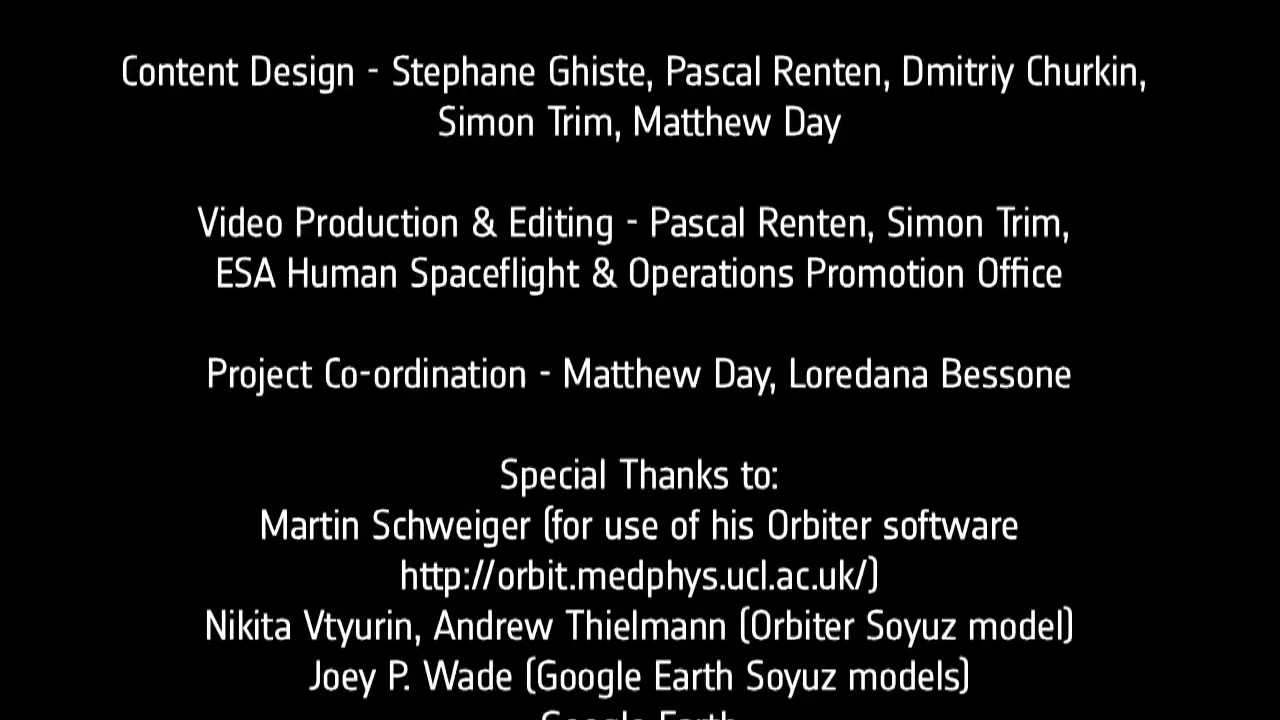 Content Design - Stephane Ghiste, Pascal Renten, Dmitriy Churkin,
Simon Trim, Matthew Day
Video Production & Editing - Pascal Renten, Simon Trim,
ESA Human Spaceflight & Operations Promotion Office
Project Co-ordination - Matthew Day, Loredana Bessone
Special Thanks to:
Martin Schweiger (for use of his Orbiter software
http://orbit.medphys.ucl.ac.uk/)
Nikita Vtyurin, Andrew Thielmann (Orbiter Soyuz model)
Joey P. Wade (Google Earth Soyuz models)
Google Earth